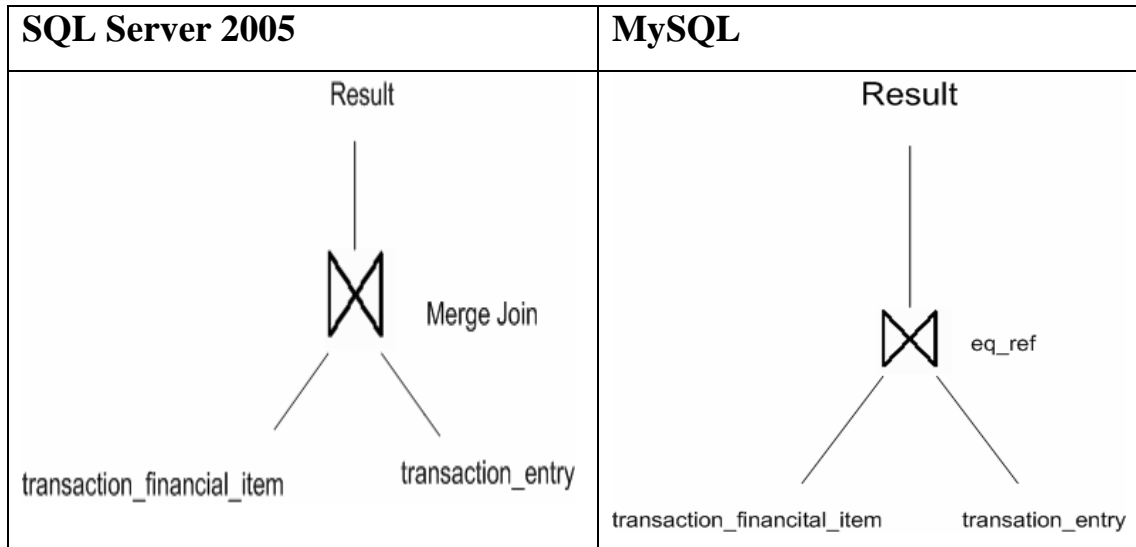 SQL Server 2005
MySQL
Result
Merge Join
transaction_financial_item
transaction_entry
Result
eq_ref
transaction_financital_item
transation_entry